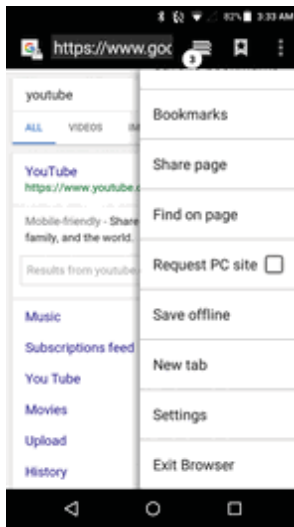 82% 3:33 AM
https://www.goo
3
youtube
ALL VIDEOS IM
YouTube
https://www.youtube.c
Mobile-friendly - Share
family, and the world.
Results from youtube.
Music
Subscriptions feed
You Tube
Movies
Upload
History
Bookmarks
Share page
Find on page
Request PC site
Save offline
New tab
Settings
Exit Browser